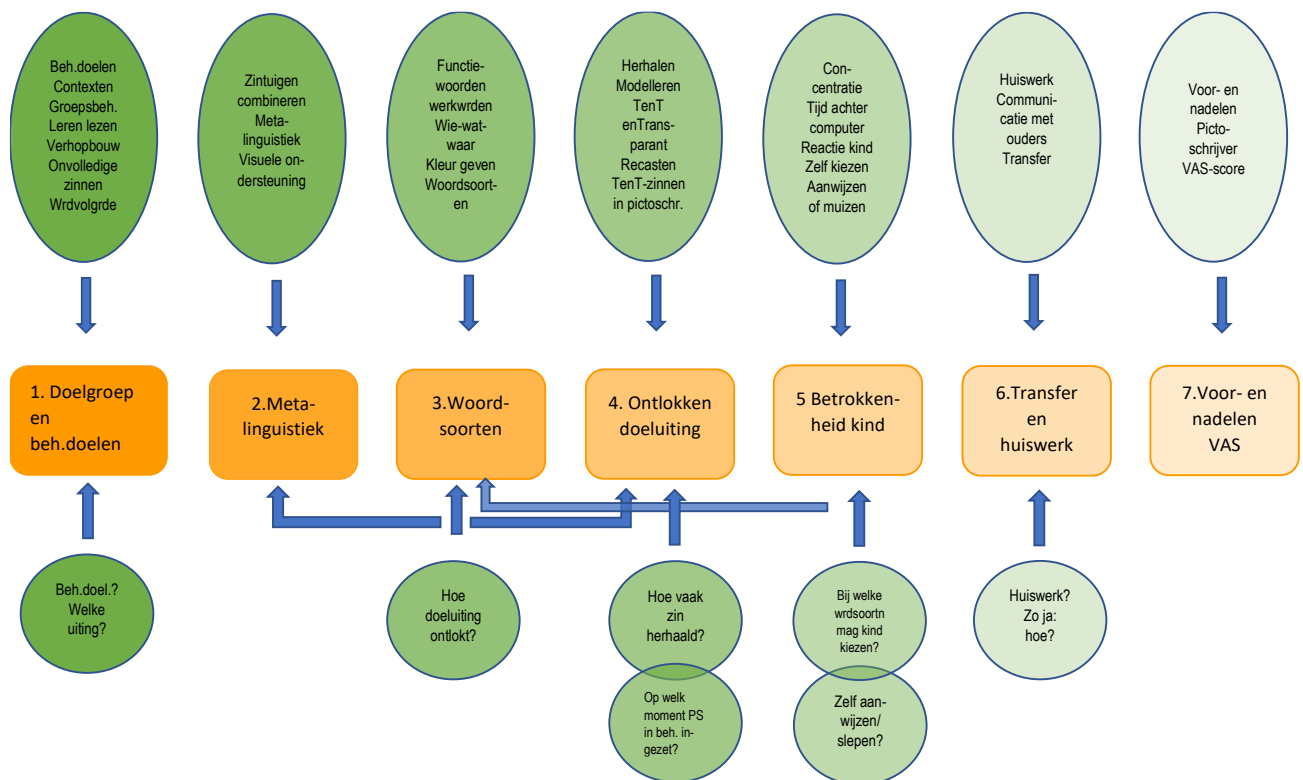 Beh.doelen
Contexten
Groepsbeh.
Leren lezen
Verhopbouw
Onvolledige
zinnen
Wrdvolgrde
Zintuigen
combineren
Meta-
linguistiek
Visuele on-
dersteuning
Functie-
woorden
werkwrden
Wie-wat-
waar
Kleur geven
Woordsoort-
en
Herhalen
Modelleren
TenT
enTrans-
parant
Recasten
TenT-zinnen
in pictoschr.
Con-
centratie
Tijd achter
computer
Reactie kind
Zelf kiezen
Aanwijzen
of muizen
Huiswerk
Communi-
catie met
ouders
Transfer
Voor- en
nadelen
Picto-
schrijver
VAS-score
1. Doelgroep
en
beh.doelen
2.Meta-
linguistiek
3.Woord-
soorten
4. Ontlokken
doeluiting
5 Betrokken-
heid kind
6.Transfer
en
huiswerk
7.Voor- en
nadelen
VAS
Beh.doel.?
Welke
uiting?
Hoe
doeluiting
ontlokt?
Hoe vaak
zin
herhaald?
Op welk
moment PS
in beh. in-
gezet?
Bij welke
wrdsoortn
mag kind
kiezen?
Zelf aan-
wijzen/
slepen?
Huiswerk?
Zo ja:
hoe?